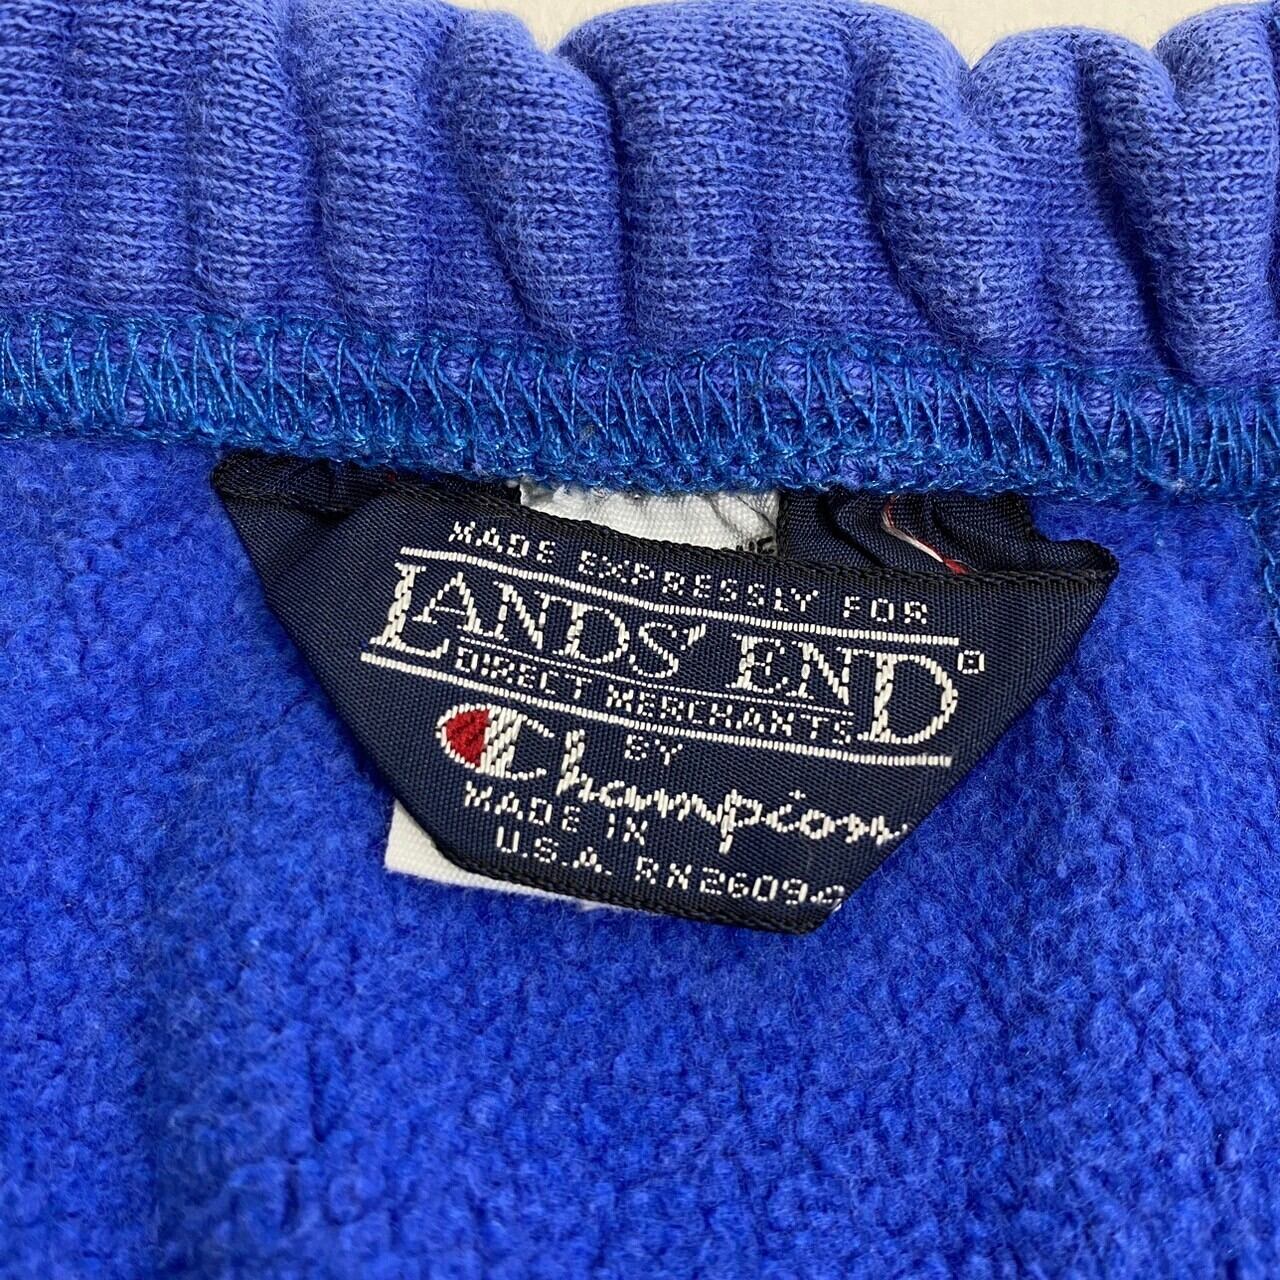 MADE EXPRESSLY FOR
LANDS' END®
DIRECT MERCHANTS
BY
Champion
MADE IN
U.S.A. RN26094